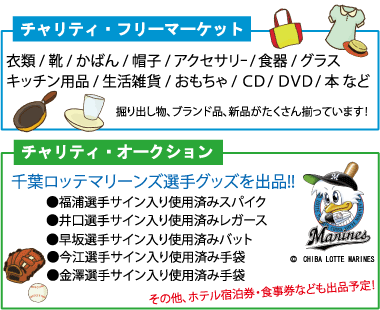 チャリティ・フリーマーケット
衣類 / 靴 / かばん / 帽子 / アクセサリー / 食器 / グラス
キッチン用品 / 生活雑貨 / おもちゃ / CD / DVD / 本 など
掘り出し物、ブランド品、新品がたくさん揃っています!
チャリティ・オークション
千葉ロッテマリーンズ選手グッズを出品!!
●福浦選手サイン入り使用済みスパイク
●井口選手サイン入り使用済みレガース
●早坂選手サイン入り使用済みバット
●今江選手サイン入り使用済み手袋
●金澤選手サイン入り使用済み手袋
Marines
© CHIBA LOTTE MARINES
その他、ホテル宿泊券・食事券なども出品予定!